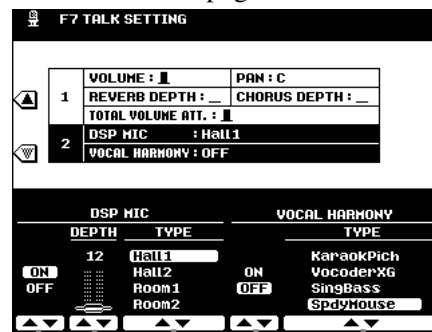 F7 TALK SETTING
1 VOLUME : PAN : C
REVERB DEPTH : _ CHORUS DEPTH : _
TOTAL VOLUME ATT. :
2 DSP MIC : Hall1
VOCAL HARMONY : OFF
DSP MIC VOCAL HARMONY
DEPTH TYPE TYPE
12 Hall1 KaraokPich
ON Hall2 ON VocoderXG
OFF Room1 OFF SingBass
Room2 SpdyMouse